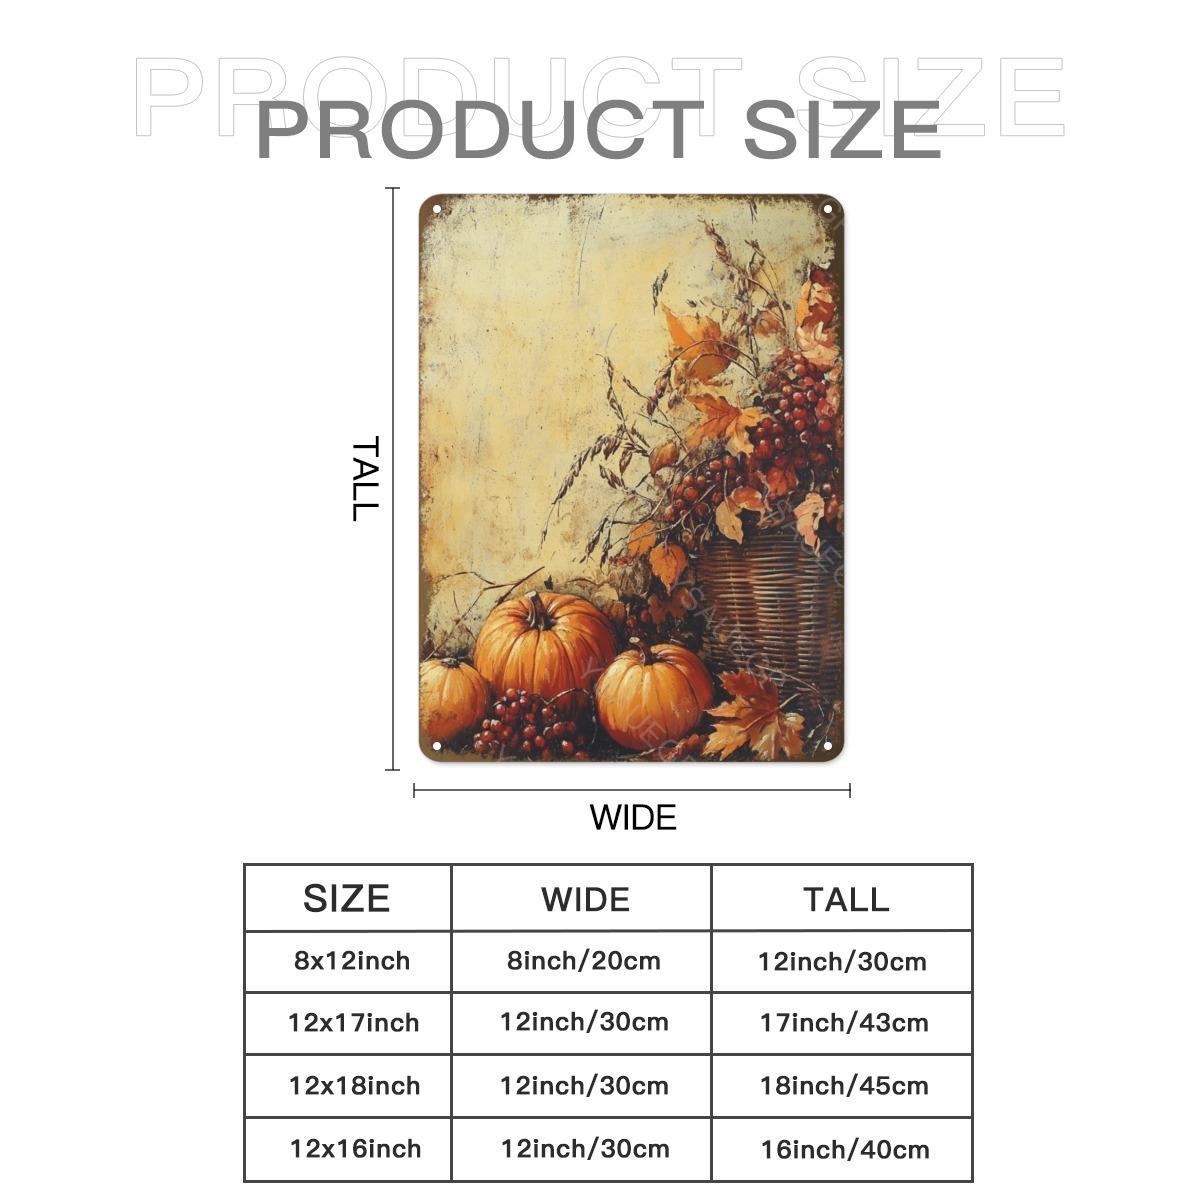 PRODUCT SIZE
PRODUCT SIZE
TALL
YSAUECO
WIDE
SIZE WIDE TALL
8x12inch 8inch/20cm 12inch/30cm
12x17inch 12inch/30cm 17inch/43cm
12x18inch 12inch/30cm 18inch/45cm
12x16inch 12inch/30cm 16inch/40cm